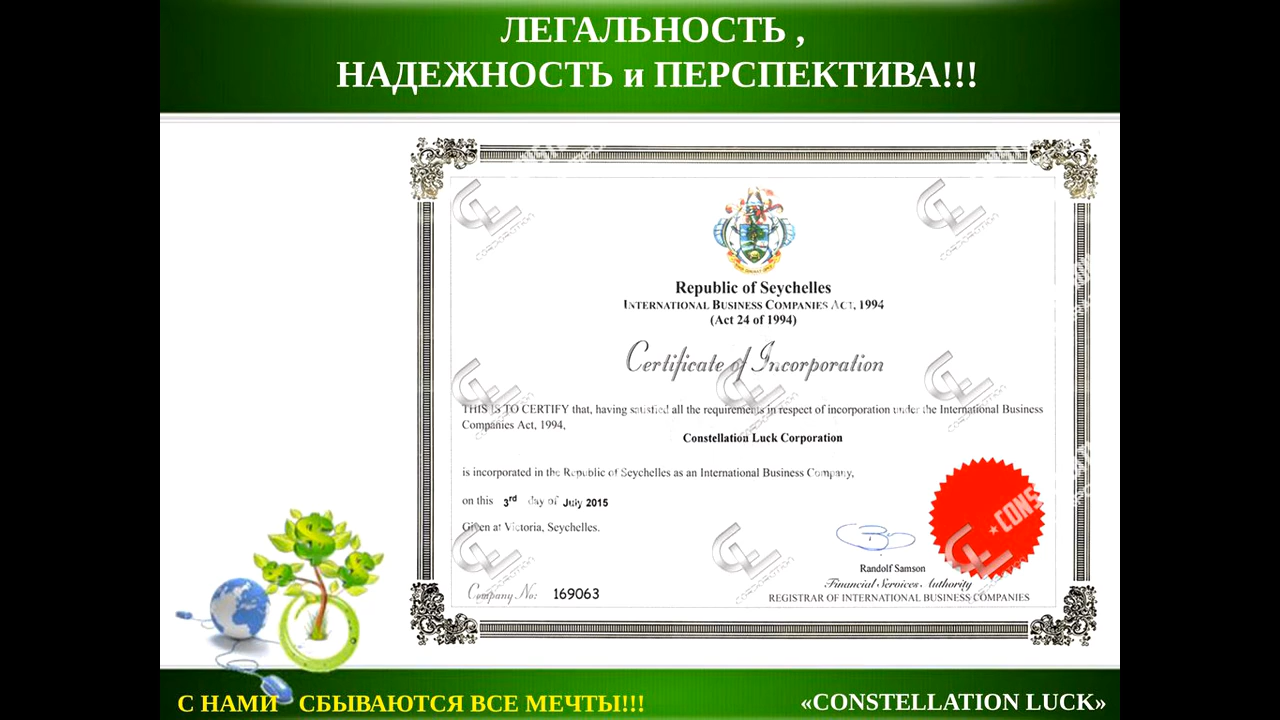 ЛЕГАЛЬНОСТЬ ,
НАДЕЖНОСТЬ и ПЕРСПЕКТИВА!!!
Republic of Seychelles
INTERNATIONAL BUSINESS COMPANIES ACT, 1994
(Act 24 of 1994)
Certificate of Incorporation
THIS IS TO CERTIFY that, having satisfied all the requirements in respect of incorporation under the International Business
Companies Act, 1994,
Constellation Luck Corporation
is incorporated in the Republic of Seychelles as an International Business Company,
on this 3rd day of July 2015
Given at Victoria, Seychelles.
Randolf Samson
Financial Services Authority
Company No: 169063
REGISTRAR OF INTERNATIONAL BUSINESS COMPANIES
С НАМИ СБЫВАЮТСЯ ВСЕ МЕЧТЫ!!!
«CONSTELLATION LUCK»